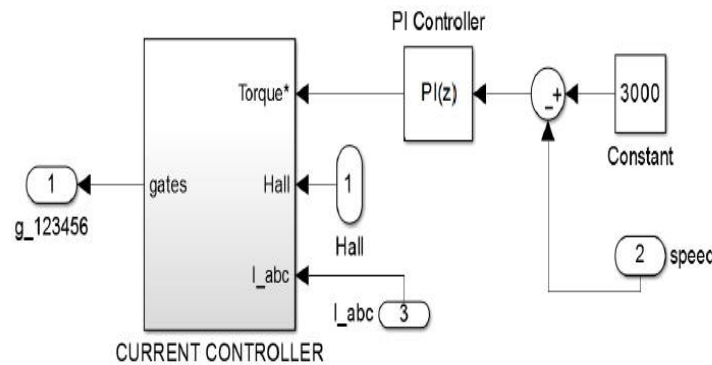 PI Controller
Torque*
PI(z)
_+
3000
Constant
1
gates
Hall
1
g_123456
Hall
2
speed
I_abc
I_abc
3
CURRENT CONTROLLER